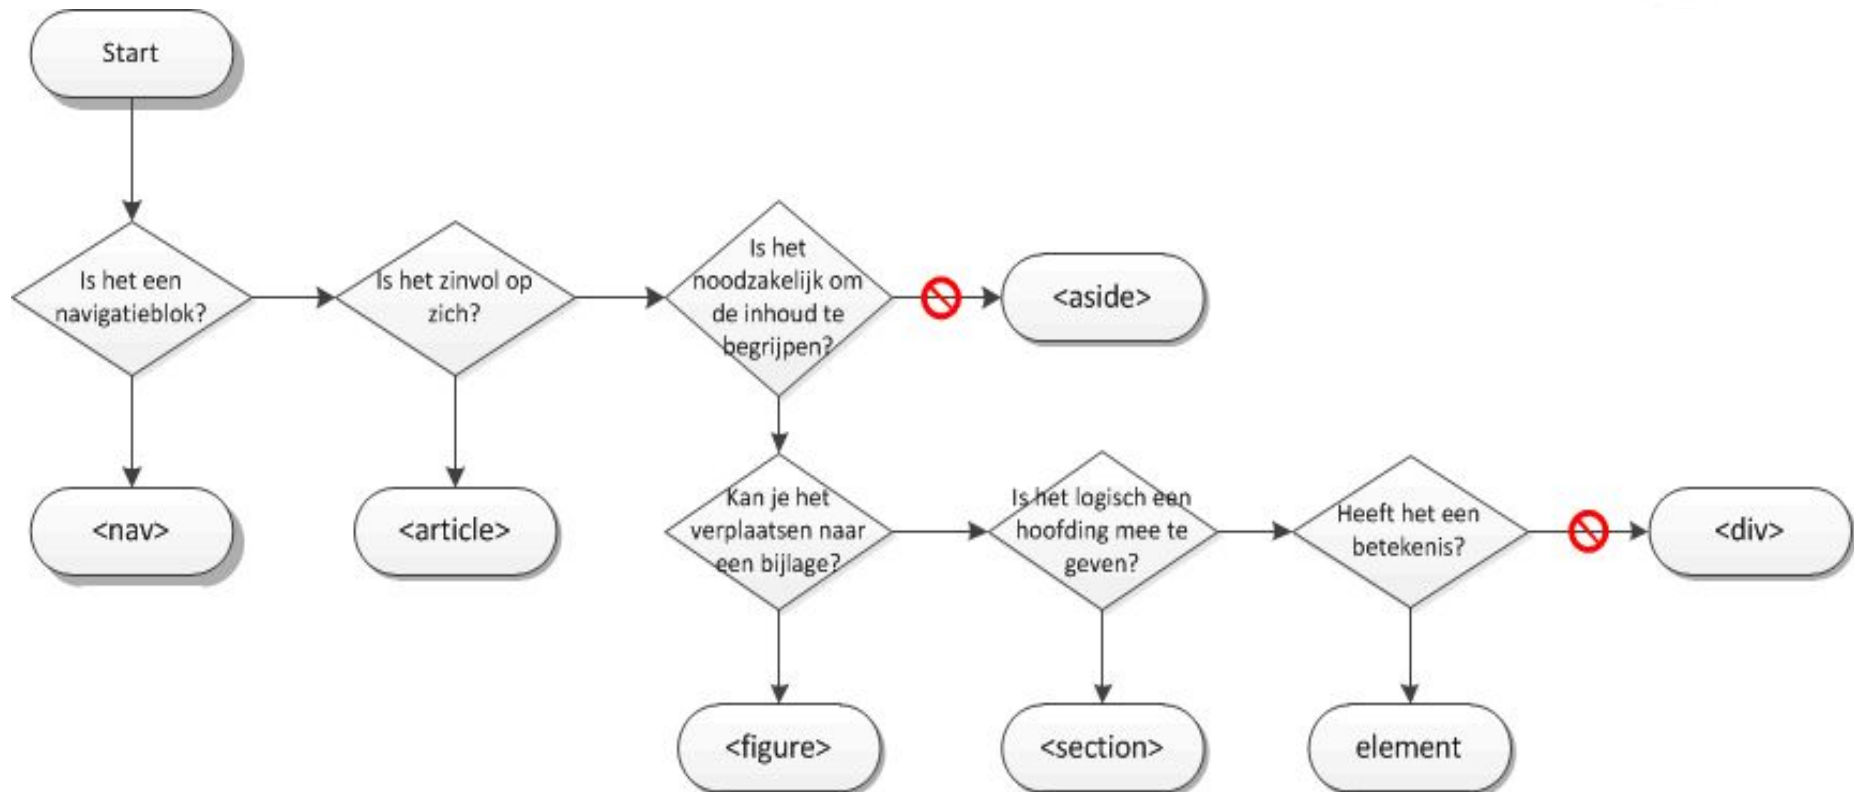 Start
Is het een
navigatieblok?
Is het zinvol op
zich?
Is het
noodzakelijk om
de inhoud te
begrijpen?
<aside>
<nav>
<article>
Kan je het
verplaatsen naar
een bijlage?
Is het logisch een
hoofding mee te
geven?
Heeft het een
betekenis?
<div>
<figure>
<section>
element